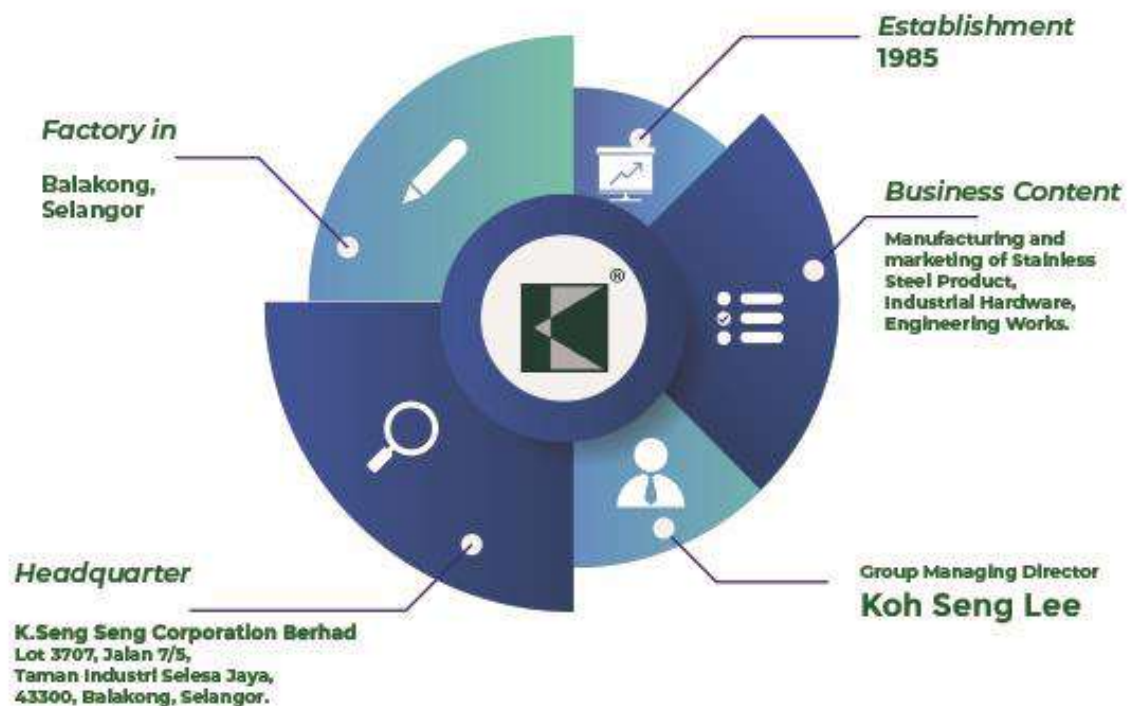 Establishment
1985
Factory in
Balakong,
Selangor
Business Content
Manufacturing and
marketing of Stainless
Steel Product,
Industrial Hardware,
Engineering Works.
®
Headquarter
K.Seng Seng Corporation Berhad
Lot 3707, Jalan 7/5,
Taman Industri Selesa Jaya,
43300, Balakong, Selangor.
Group Managing Director
Koh Seng Lee